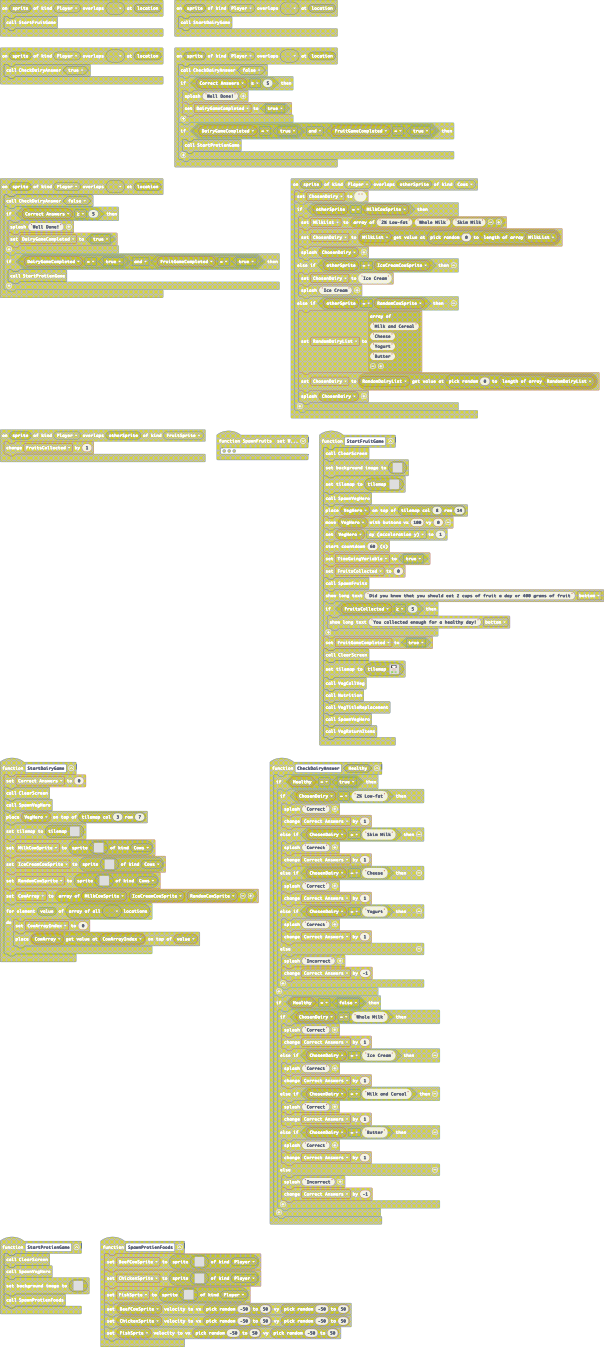 on sprite of kind Player overlaps at location
call StartFruitGame
on sprite of kind Player overlaps at location
call StartDairyGame
on sprite of kind Player overlaps at location
call CheckDairyAnswer true
on sprite of kind Player overlaps at location
call CheckDairyAnswer false
if Correct Answers ≥ 5 then
splash Well Done!
set DairyGameCompleted to true
if DairyGameCompleted = true and FruitGameCompleted = true then
call StartProtienGame
on sprite of kind Player overlaps at location
call CheckDairyAnswer false
if Correct Answers ≥ 5 then
splash Well Done!
set DairyGameCompleted to true
if DairyGameCompleted = true and FruitGameCompleted = true then
call StartProtienGame
on sprite of kind Player overlaps otherSprite of kind Cows
set ChosenDairy to
if otherSprite = MilkCowSprite then
set MilkList to array of 2% Low-fat Whole Milk Skim Milk
set ChosenDairy to MilkList get value at pick random 0 to length of array MilkList
splash ChosenDairy
else if otherSprite = IceCreamCowSprite then
set ChosenDairy to Ice Cream
splash Ice Cream
else if otherSprite = RandomCowSprite then
array of
Milk and Cereal
Cheese
set RandomDairyList to
Yogurt
Butter
set ChosenDairy to RandomDairyList get value at pick random 0 to length of array RandomDairyList
splash ChosenDairy
on sprite of kind Player overlaps otherSprite of kind FruitSprite
change FruitsCollected by 1
function SpawnFruits
function StartFruitGame
call ClearScreen
set background image to
set tilemap to tilemap
call SpawnVegHero
place VegHero on top of tilemap col 8 row 14
move VegHero with buttons vx 100 vy 0
set VegHero ay (acceleration y) to 1
start countdown 60 (s)
to true
set FruitsCollected to 0
call SpawnFruits
show long text Did you know that you should eat 2 cups of fruit a day or 400 grams of fruit bottom
if FruitsCollected ≥ 5 then
show long text You collected enough for a healthy day! bottom
set FruitGameCompleted to true
call ClearScreen
set tilemap to tilemap
call VegCallBag
call Nutrition
call VegTileReplacement
call SpawnVegHero
call VegReturnItems
function StartDairyGame
set Correct Answers to 0
call ClearScreen
call SpawnVegHero
place VegHero on top of tilemap col 3 row 7
set tilemap to tilemap
set MilkCowSprite to sprite of kind Cows
set IceCreamCowSprite to sprite of kind Cows
set RandomCowSprite to sprite of kind Cows
set CowArray to array of MilkCowSprite IceCreamCowSprite RandomCowSprite
for element value of array of all locations
do set CowArrayIndex to 0
place CowArray get value at CowArrayIndex on top of value
function CheckDairyAnswer Healthy
if Healthy = true then
if ChosenDairy = 2% Low-fat then
splash Correct
change Correct Answers by 1
else if ChosenDairy = Skim Milk then
splash Correct
change Correct Answers by 1
else if ChosenDairy = Cheese then
splash Correct
change Correct Answers by 1
else if ChosenDairy = Yogurt then
splash Correct
change Correct Answers by 1
else
splash Incorrect
change Correct Answers by -1
if Healthy = false then
if ChosenDairy = Whole Milk then
splash Correct
change Correct Answers by 1
else if ChosenDairy = Ice Cream then
splash Correct
change Correct Answers by 1
else if ChosenDairy = Milk and Cereal then
splash Correct
change Correct Answers by 1
else if ChosenDairy = Butter then
splash Correct
change Correct Answers by 1
else
splash Incorrect
change Correct Answers by -1
function StartProtienGame
call ClearScreen
call SpawnVegHero
set background image to
call SpawnProtienFoods
function SpawnProtienFoods
set BeefCowSprite to sprite of kind Player
set ChickenSprite to sprite of kind Player
set FishSprite to sprite of kind Player
set BeefCowSprite velocity to vx pick random -50 to 50 vy pick random -50 to 50
set ChickenSprite velocity to vx pick random -50 to 50 vy pick random -50 to 50
set FishSprite velocity to vx pick random -50 to 50 vy pick random -50 to 50